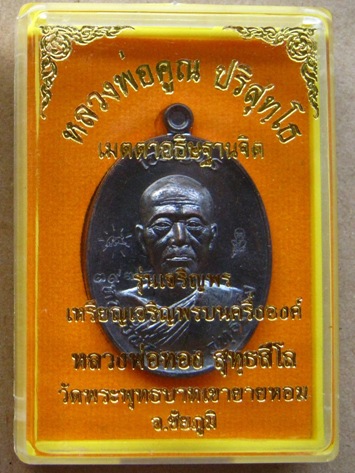 หลวงพ่อคูณ ปริสุทฺโธ
เมตตาอธิษฐานจิต
รุ่นเจริญพร
เหรียญเจริญพรบนครึ่งองค์
หลวงพ่อทอง สุทฺธสีโล
วัดพระพุทธบาทเขายายหอม
จ.ชัยภูมิ